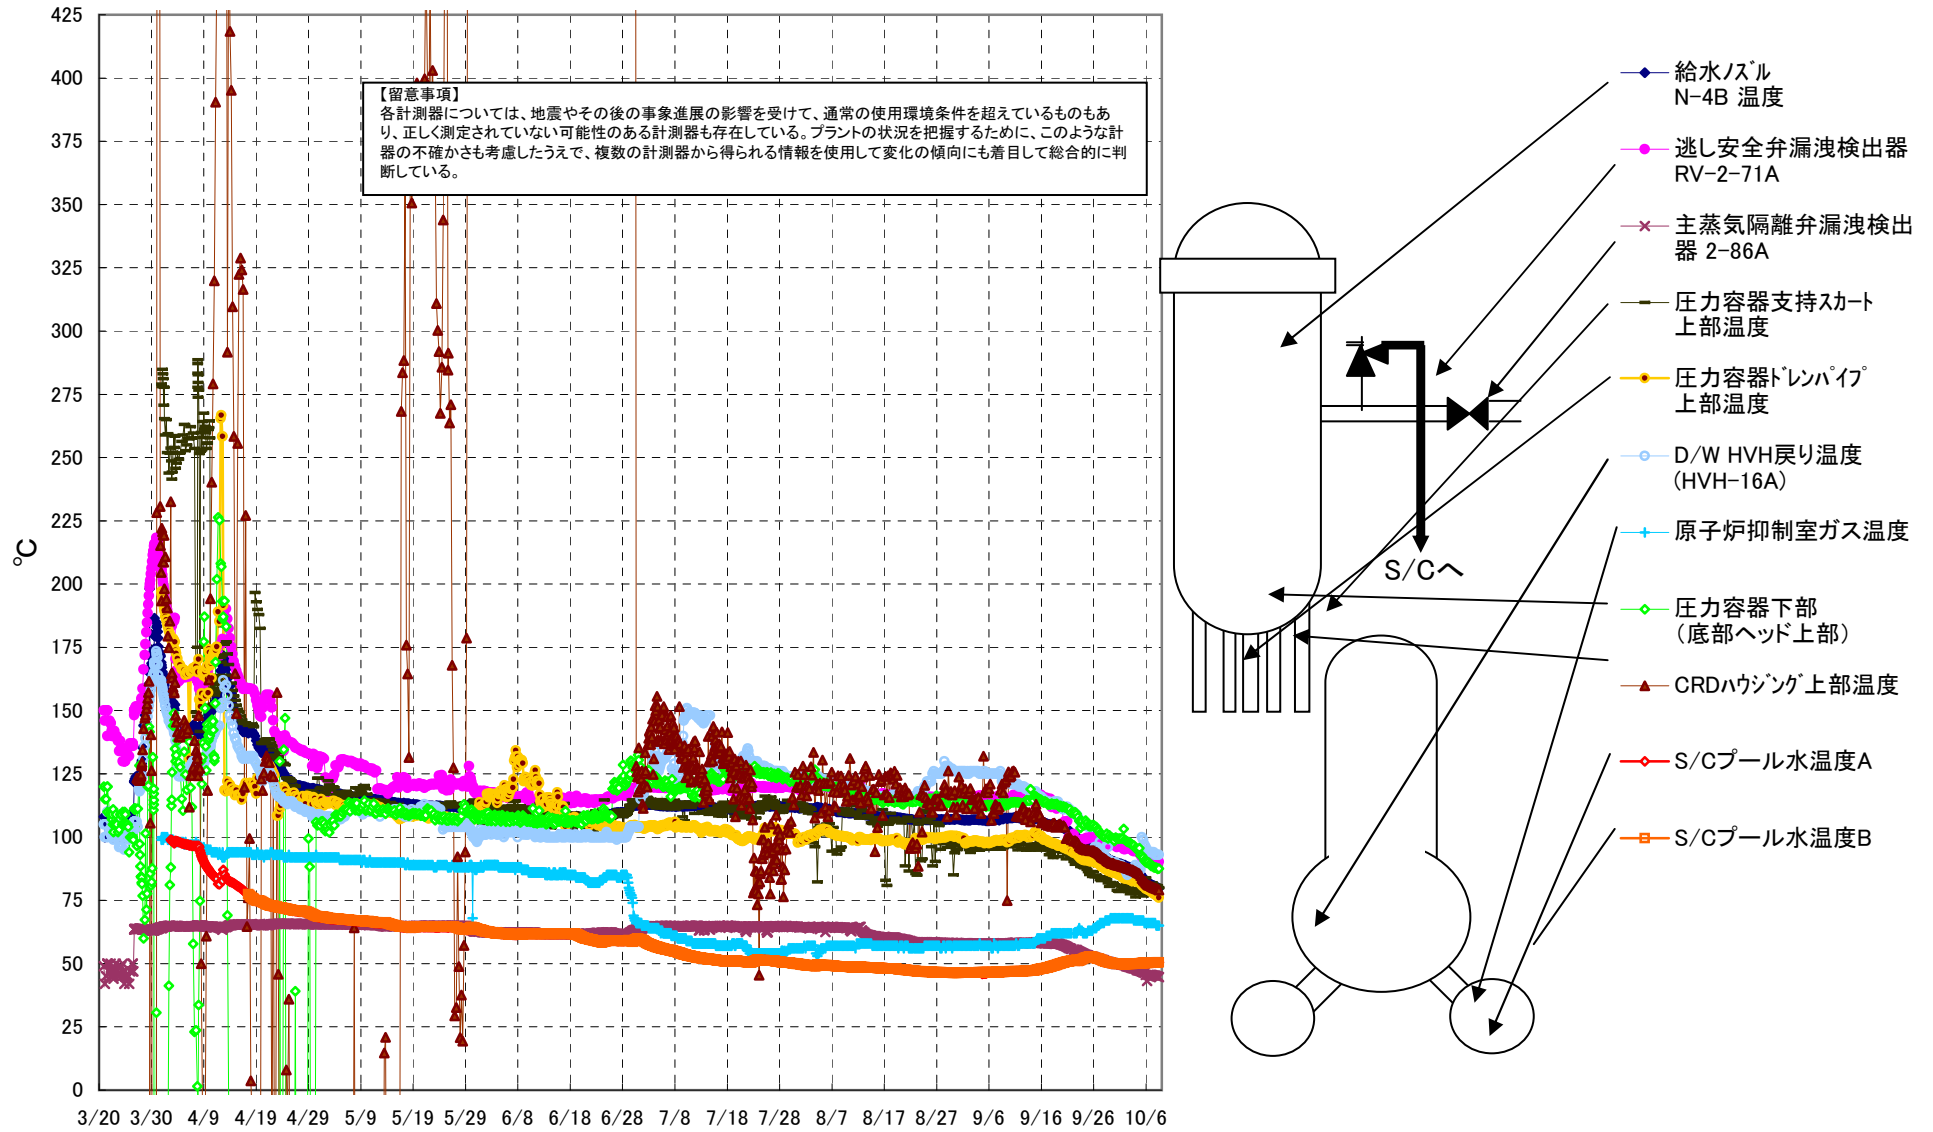 425
400
375
350
325
300
275
250
225
200
175
150
125
100
75
50
25
0
℃
3/20 3/30 4/9 4/19 4/29 5/9 5/19 5/29 6/8 6/18 6/28 7/8 7/18 7/28 8/7 8/17 8/27 9/6 9/16 9/26 10/6
【留意事項】
各計測器については、地震やその後の事象進展の影響を受けて、通常の使用環境条件を超えているものもあ
り、正しく測定されていない可能性のある計測器も存在している。プラントの状況を把握するために、このような計
器の不確かさも考慮したうえで、複数の計測器から得られる情報を使用して変化の傾向にも着目して総合的に判
断している。
S/Cへ
給水ノズル
N-4B 温度
逃し安全弁漏洩検出器
RV-2-71A
主蒸気隔離弁漏洩検出
器 2-86A
圧力容器支持スカート
上部温度
圧力容器ドレンパイプ
上部温度
D/W HVH戻り温度
(HVH-16A)
原子炉抑制室ガス温度
圧力容器下部
（底部ヘッド上部）
CRDハウジング上部温度
S/Cプール水温度A
S/Cプール水温度B